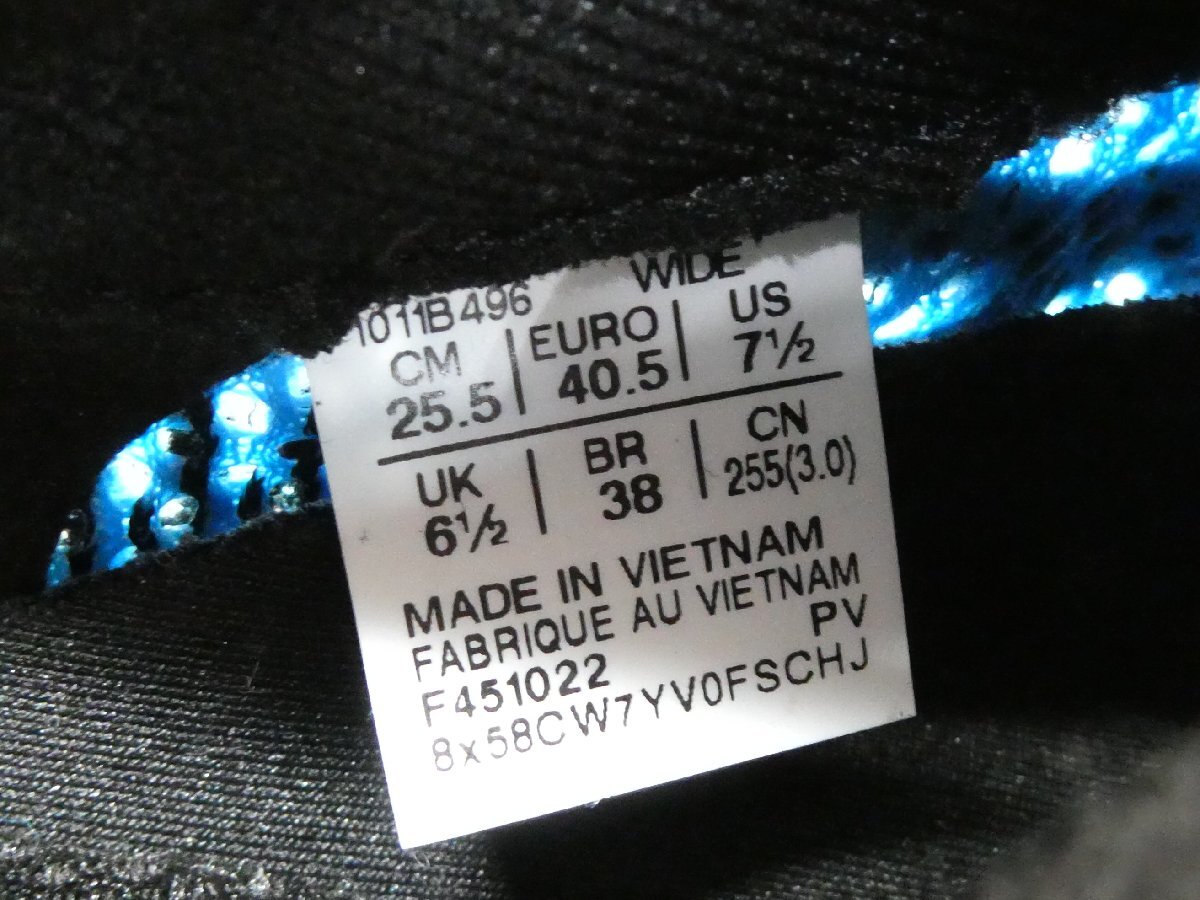 1011B496 WIDE
CM | EURO | US
25.5 | 40.5 | 7½
UK | BR | CN
6½ | 38 | 255(3.0)
MADE IN VIETNAM
FABRIQUE AU VIETNAM
F451022 PV
8x58CW7YV0FSCHJ